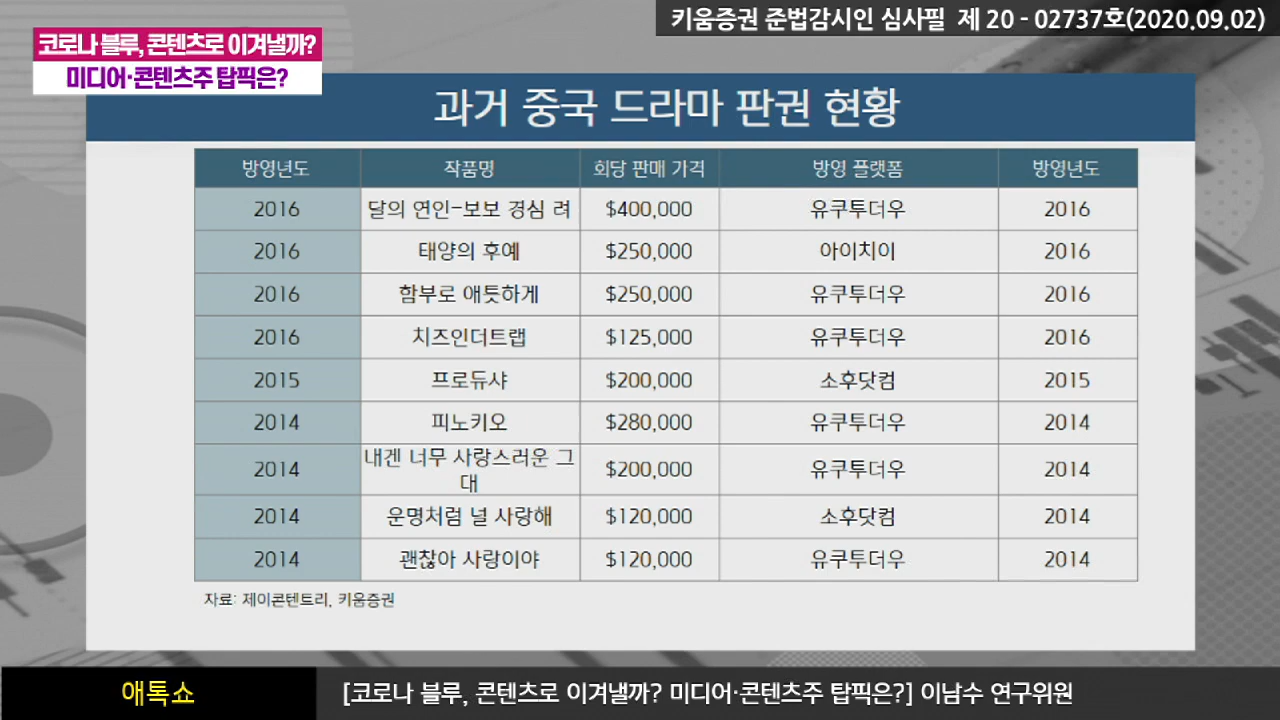 키움증권 준법감시인 심사필 제 20 - 02737호(2020.09.02)
코로나 블루, 콘텐츠로 이겨낼까?
미디어·콘텐츠주 탑픽은?
과거 중국 드라마 판권 현황
방영년도 작품명 회당 판매 가격 방영 플랫폼 방영년도
2016 달의 연인-보보 경심 려 $400,000 유쿠투더우 2016
2016 태양의 후예 $250,000 아이치이 2016
2016 함부로 애틋하게 $250,000 유쿠투더우 2016
2016 치즈인더트랩 $125,000 유쿠투더우 2016
2015 프로듀샤 $200,000 소후닷컴 2015
2014 피노키오 $280,000 유쿠투더우 2014
2014 내겐 너무 사랑스러운 그
대 $200,000 유쿠투더우 2014
2014 운명처럼 널 사랑해 $120,000 소후닷컴 2014
2014 괜찮아 사랑이야 $120,000 유쿠투더우 2014
자료: 제이콘텐트리, 키움증권
애톡쇼
[코로나 블루, 콘텐츠로 이겨낼까? 미디어·콘텐츠주 탑픽은?] 이남수 연구위원